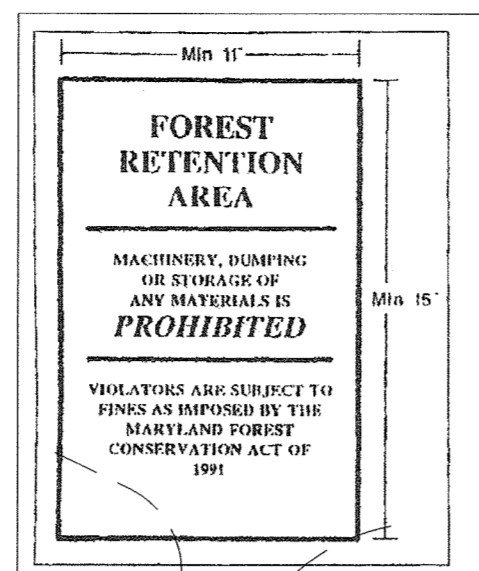 Min 11"
FOREST
RETENTION
AREA
MACHINERY, DUMPING
OR STORAGE OF
ANY MATERIALS IS
PROHIBITED
Min 15"
VIOLATORS ARE SUBJECT TO
FINES AS IMPOSED BY THE
MARYLAND FOREST
CONSERVATION ACT OF
1991